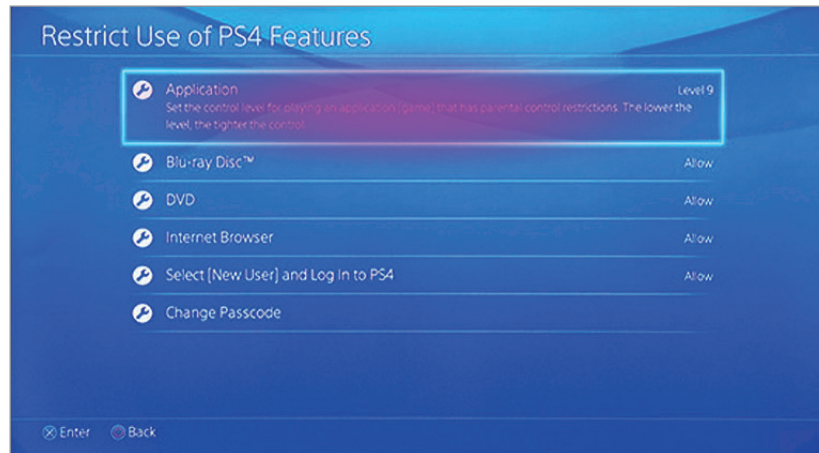 Restrict Use of PS4 Features
Application Level 9
Set the control level for playing an application (game) that has parental control restrictions. The lower the
level, the tighter the control.
Blu-ray Disc™ Allow
DVD Allow
Internet Browser Allow
Select [New User] and Log In to PS4 Allow
Change Passcode
Enter Back